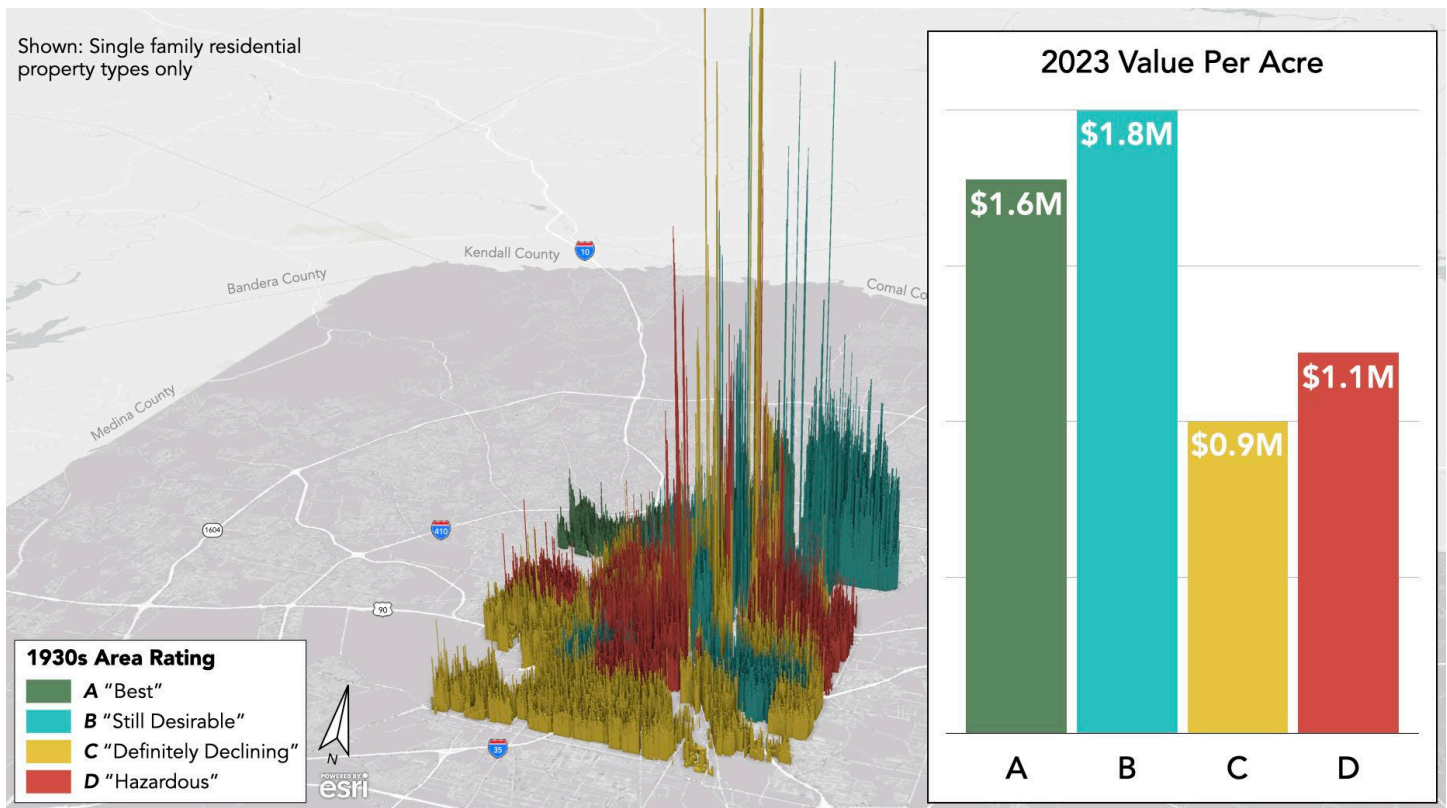 Shown: Single family residential
property types only
Kendall County
10
Bandera County
Comal Co
Medina County
1604
410
90
35
1930s Area Rating
A "Best"
B "Still Desirable"
C "Definitely Declining"
D "Hazardous"
N
POWERED BY
esri
2023 Value Per Acre
$1.6M
$1.8M
$0.9M
$1.1M
A
B
C
D